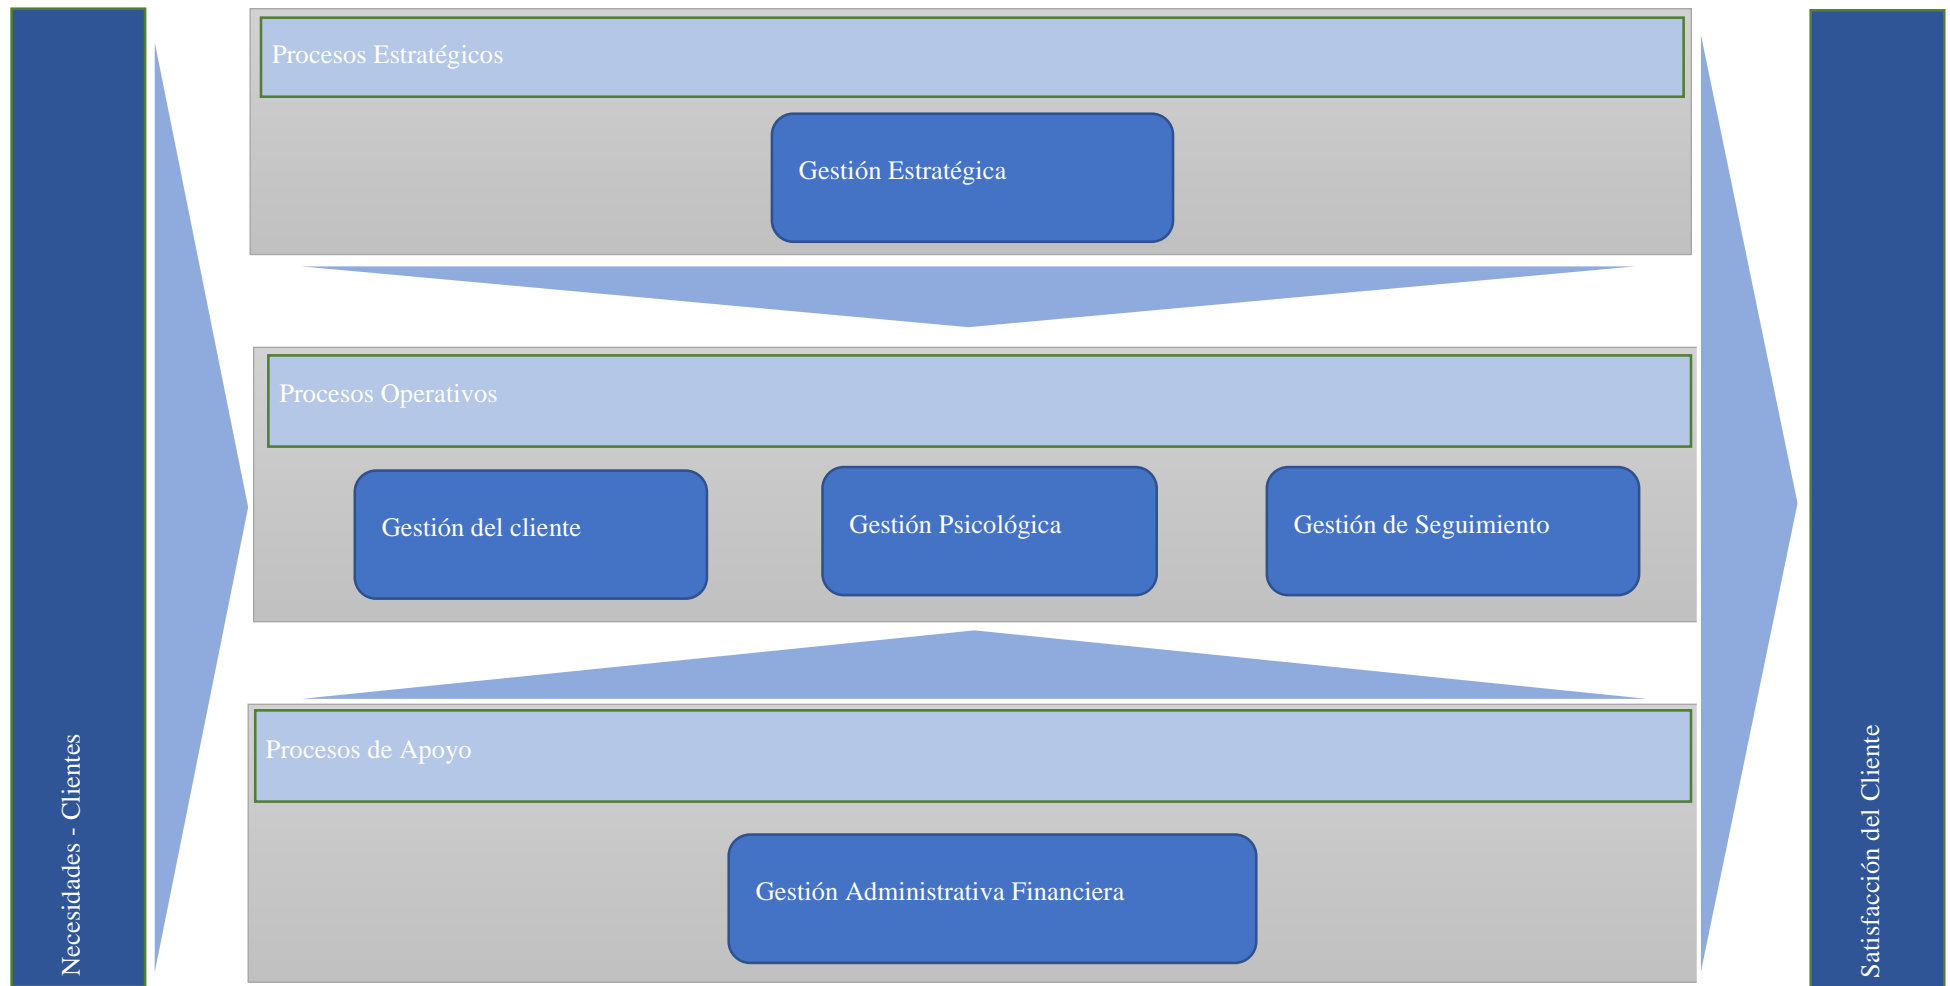 Procesos Estratégicos
Gestión Estratégica
Procesos Operativos
Gestión del cliente
Gestión Psicológica
Gestión de Seguimiento
Procesos de Apoyo
Gestión Administrativa Financiera
Necesidades - Clientes
Satisfacción del Cliente